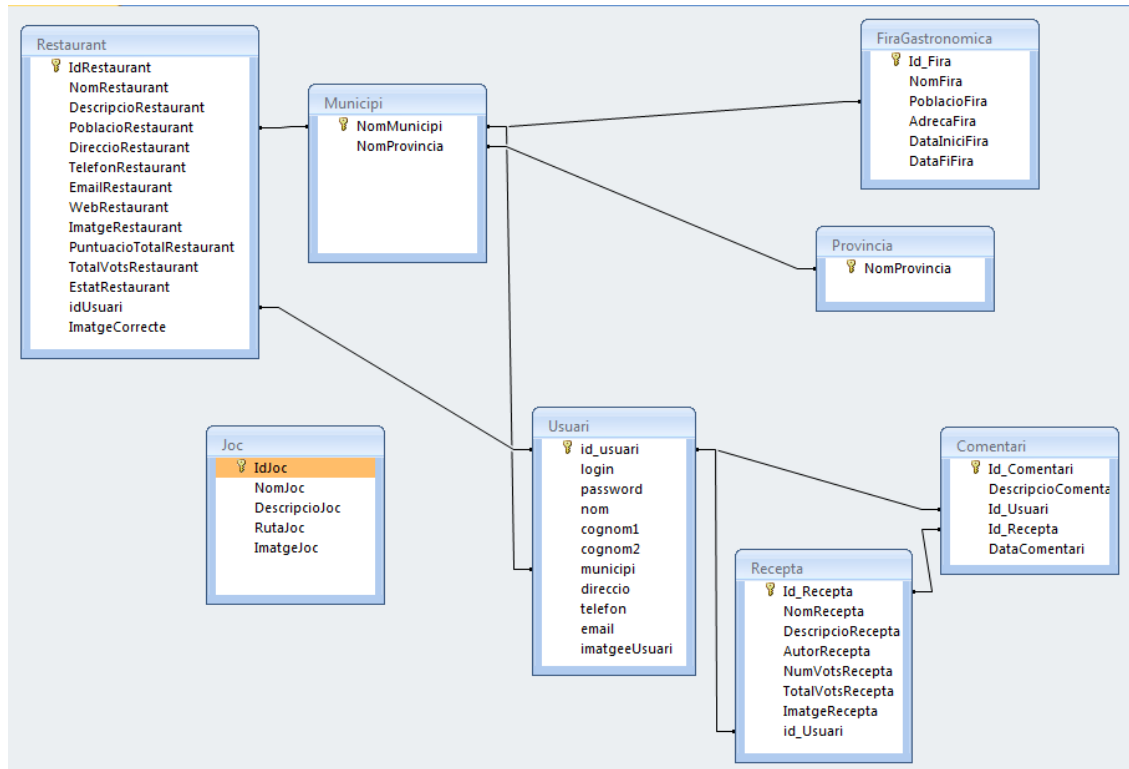 Restaurant
IdRestaurant
NomRestaurant
DescripcioRestaurant
PoblacioRestaurant
DireccioRestaurant
TelefonRestaurant
EmailRestaurant
WebRestaurant
ImatgeRestaurant
PuntuacioTotalRestaurant
TotalVotsRestaurant
EstatRestaurant
idUsuari
ImatgeCorrecte
Municipi
NomMunicipi
NomProvincia
FiraGastronomica
Id_Fira
NomFira
PoblacioFira
AdrecaFira
DataIniciFira
DataFiFira
Provincia
NomProvincia
Joc
IdJoc
NomJoc
DescripcioJoc
RutaJoc
ImatgeJoc
Usuari
id_usuari
login
password
nom
cognom1
cognom2
municipi
direccio
telefon
email
imatgeeUsuari
Recepta
Id_Recepta
NomRecepta
DescripcioRecepta
AutorRecepta
NumVotsRecepta
TotalVotsRecepta
ImatgeRecepta
id_Usuari
Comentari
Id_Comentari
DescripcioComenta
Id_Usuari
Id_Recepta
DataComentari